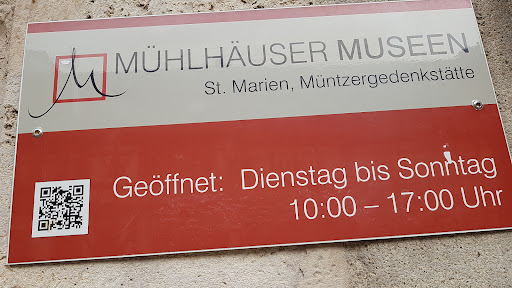 MÜHLHÄUSER MUSEEN
St. Marien, Müntzergedenkstätte
Geöffnet: Dienstag bis Sonntag
10:00 – 17:00 Uhr